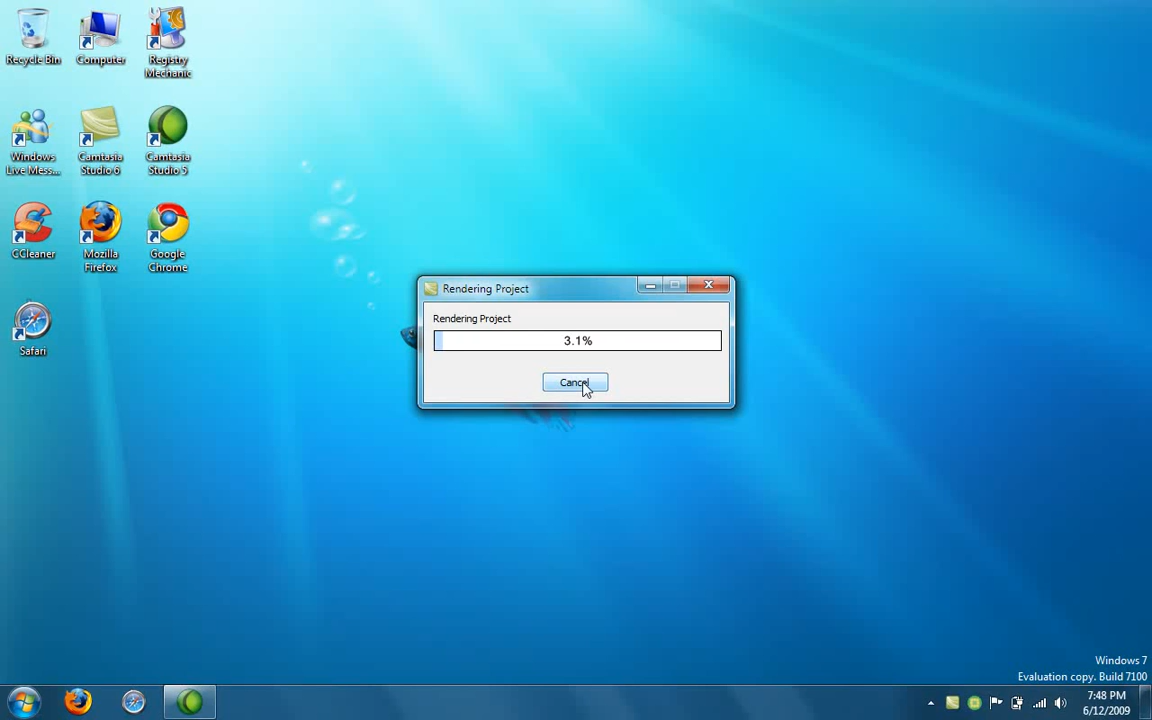 Recycle Bin
Computer
Registry
Mechanic
Windows
Live Mess...
Camtasia
Studio 6
Camtasia
Studio 5
CCleaner
Mozilla
Firefox
Google
Chrome
Safari
Rendering Project
Rendering Project
3.1%
Cancel
Windows 7
Evaluation copy. Build 7100
7:48 PM
6/12/2009